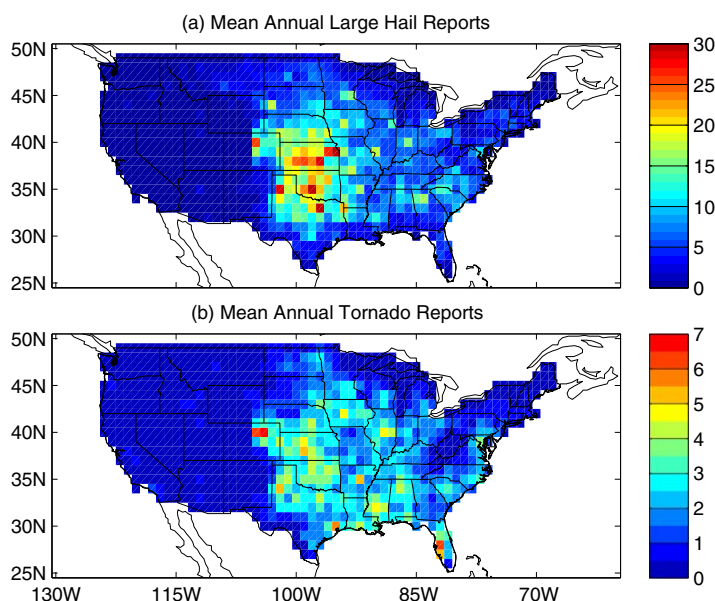 (a) Mean Annual Large Hail Reports
50N
45N
40N
35N
30N
25N
30
25
20
15
10
5
0
(b) Mean Annual Tornado Reports
50N
45N
40N
35N
30N
25N
130W 115W 100W 85W 70W
7
6
5
4
3
2
1
0